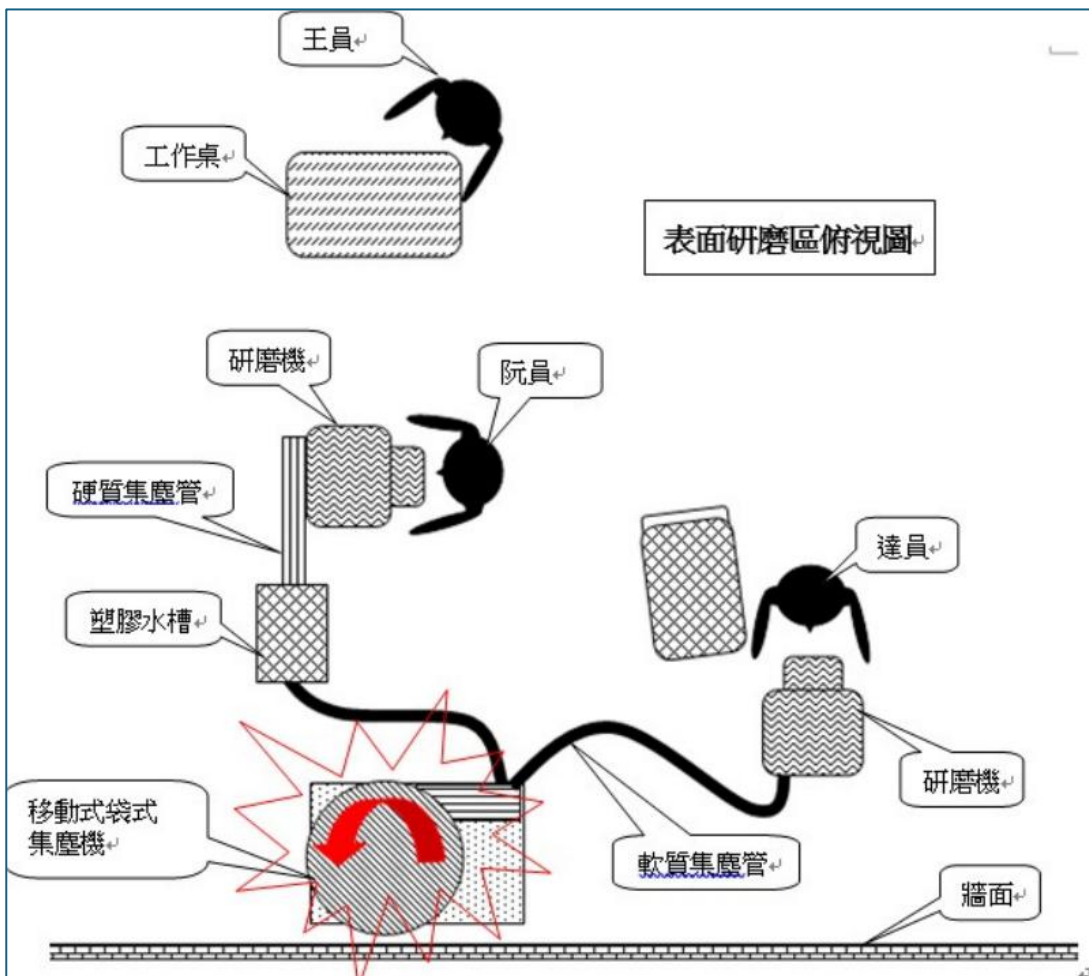 王員
工作桌
表面研磨區俯視圖
研磨機
阮員
硬質集塵管
達員
塑膠水槽
研磨機
移動式袋式
集塵機
軟質集塵管
牆面